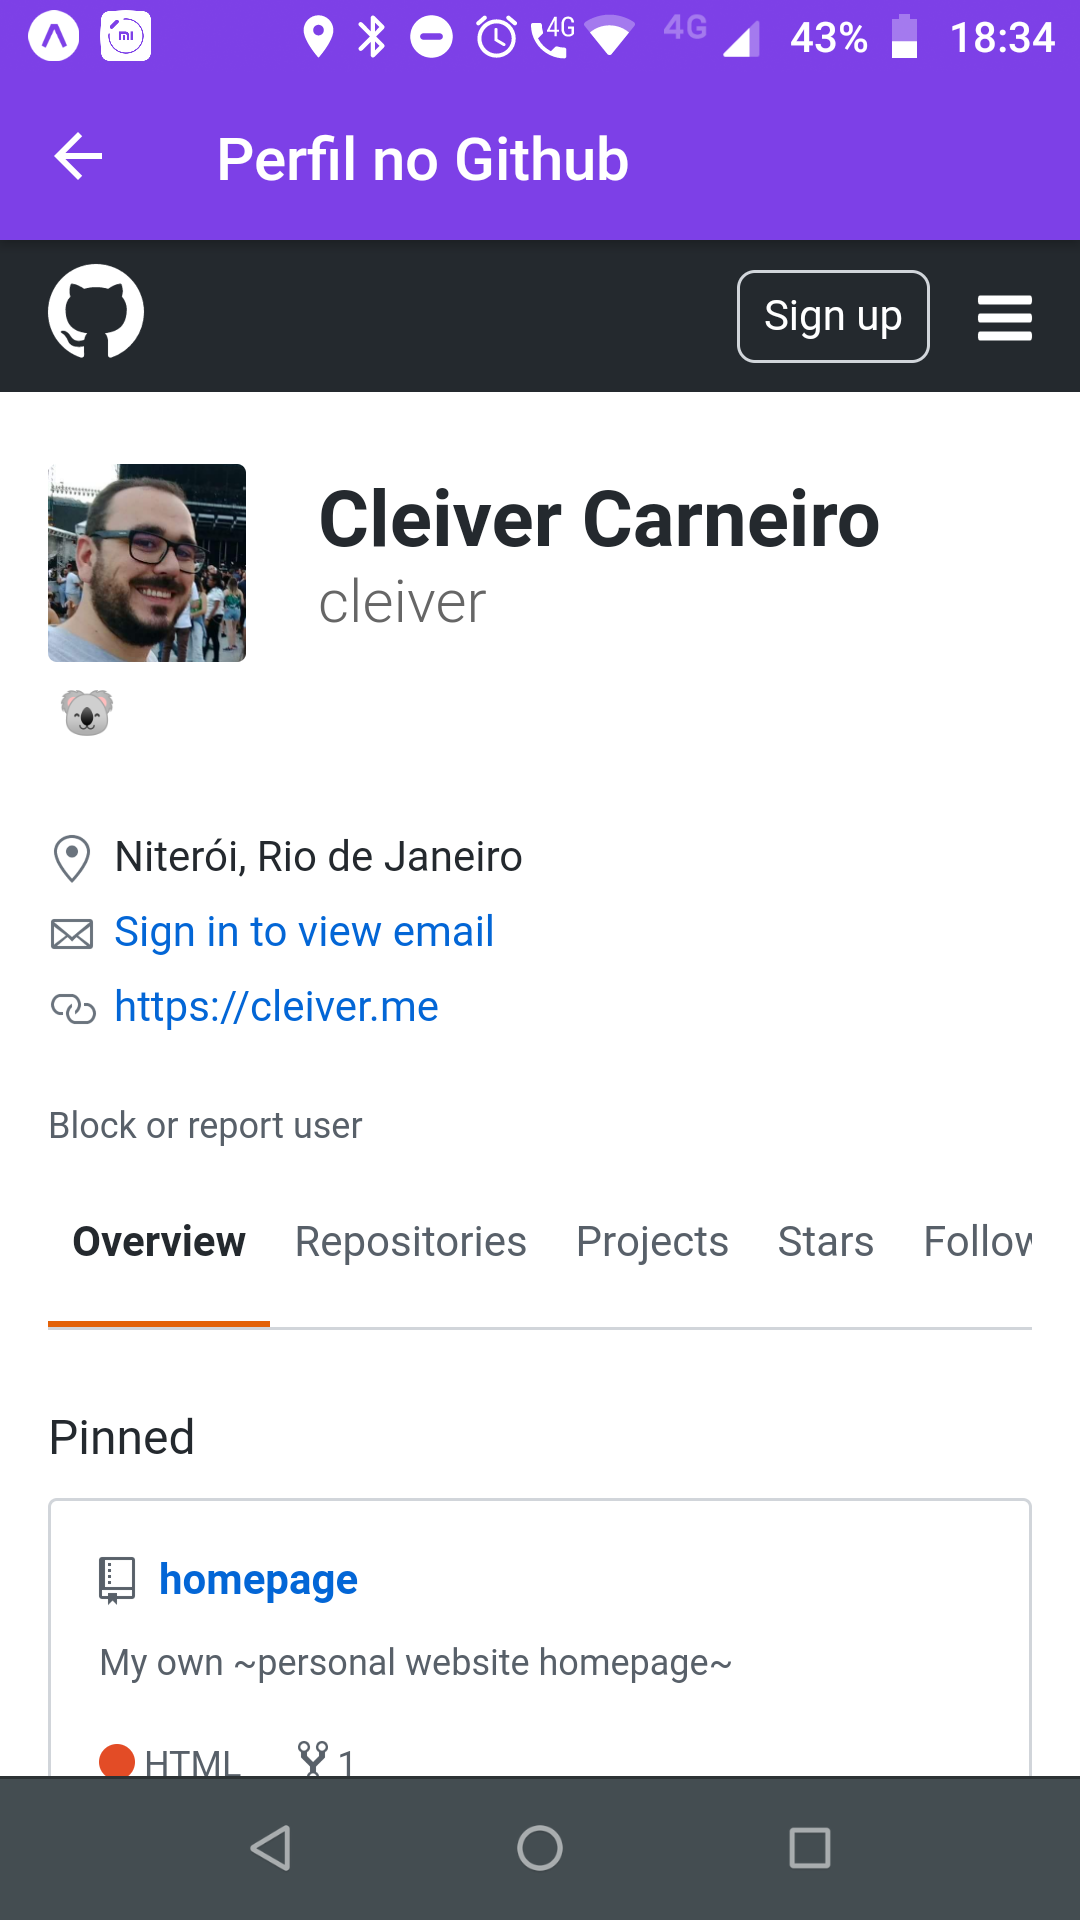 4G 4G 43% 18:34
Perfil no Github
Sign up
Cleiver Carneiro
cleiver
Niterói, Rio de Janeiro
Sign in to view email
https://cleiver.me
Block or report user
Overview Repositories Projects Stars Follow
Pinned
homepage
My own ~personal website homepage~
HTML 1